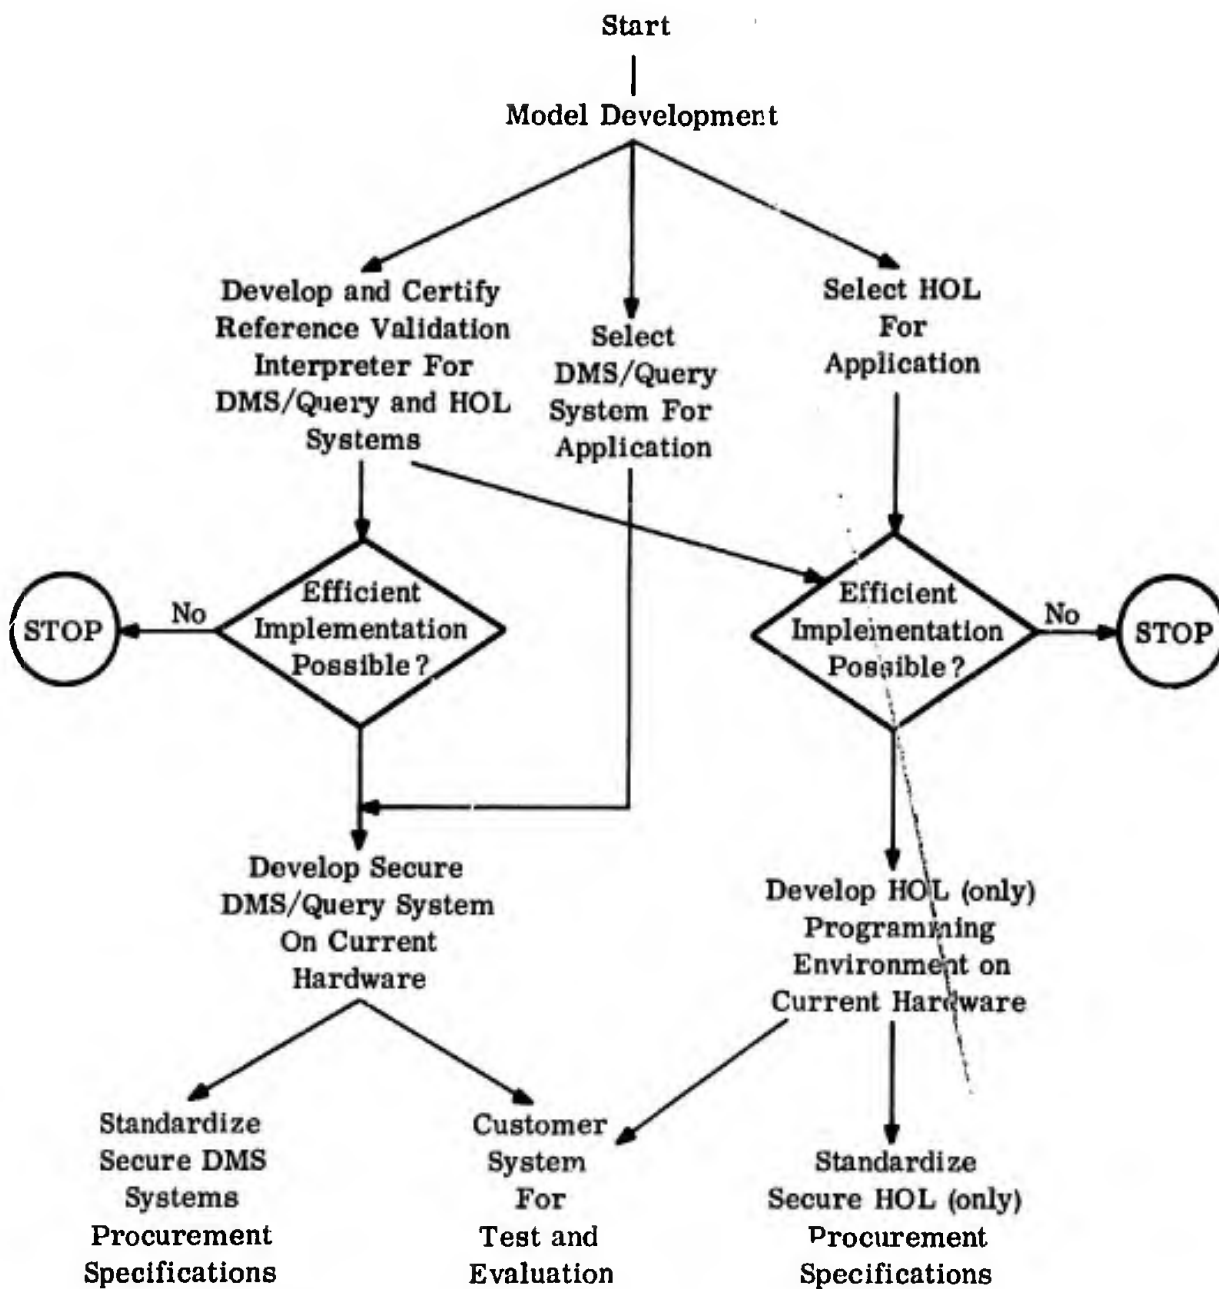 Start
Model Development
Develop and Certify
Reference Validation
Interpreter For
DMS/Query and HOL
Systems
Select
DMS/Query
System For
Application
Select HOL
For
Application
STOP
No
Efficient
Implementation
Possible?
Efficient
Implementation
Possible?
No
STOP
Develop Secure
DMS/Query System
On Current
Hardware
Develop HOL (only)
Programming
Environment on
Current Hardware
Standardize
Secure DMS
Systems
Procurement
Specifications
Customer
System
For
Test and
Evaluation
Standardize
Secure HOL (only)
Procurement
Specifications